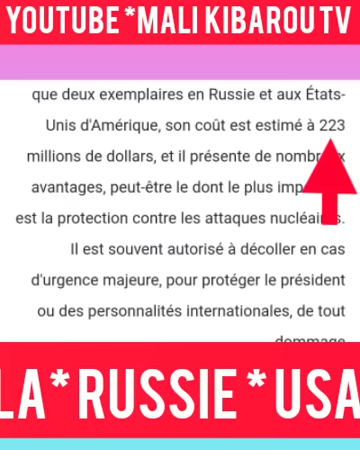 YOUTUBE *MALI KIBAROU TV
que deux exemplaires en Russie et aux États-
Unis d'Amérique, son coût est estimé à 223
millions de dollars, et il présente de
avantages, peut-être le dont le plus
est la protection contre les attaques
Il est souvent autorisé à décoller en cas
d'urgence majeure, pour protéger le président
ou des personnalités internationales, de tout
dommage
LA * RUSSIE * USA